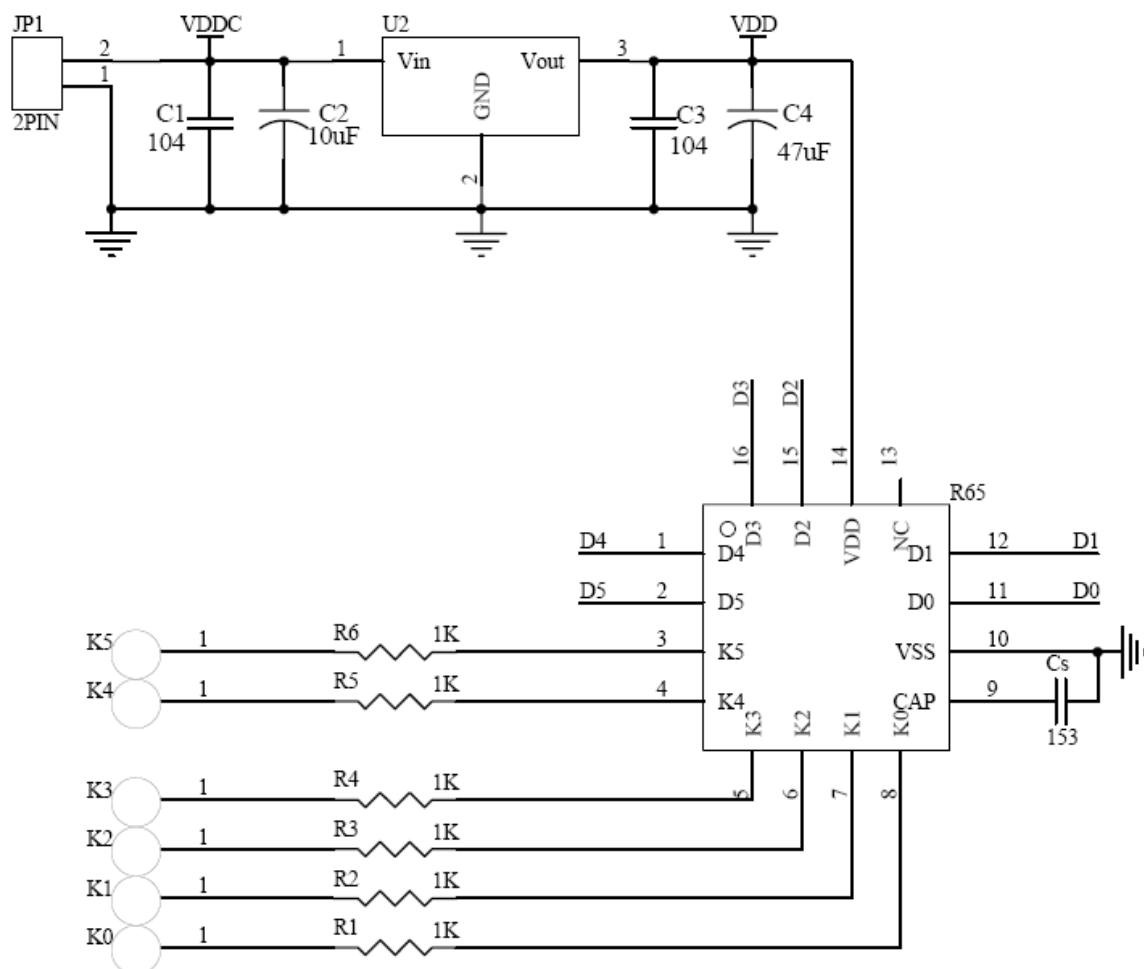 JP1 VDDC U2 VDD
2 1 3
Vin Vout
1 GND
C1 C2 C3 C4
2PIN 104 10uF 104 47uF
2
D3 D2
16 15 14 13
R65
D3 D2 VDD NC
D4 1 D4 D1 12 D1
D5 2 D5 D0 11 D0
K5 1 R6 1K 3 K5 VSS 10
Cs
K4 1 R5 1K 4 K4 CAP 9
K3 K2 K1 K0
153
K3 1 R4 1K 5 6 7 8
K2 1 R3 1K
K1 1 R2 1K
K0 1 R1 1K